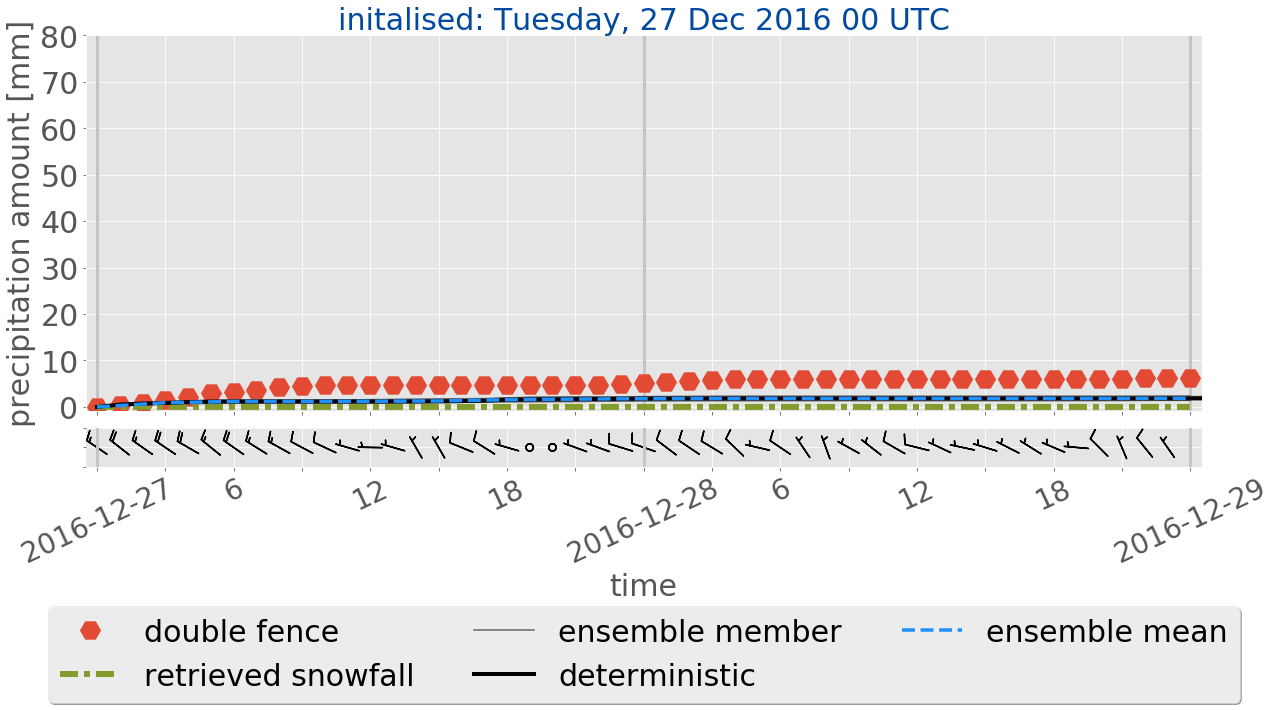 initalised: Tuesday, 27 Dec 2016 00 UTC
precipitation amount [mm]
80
70
60
50
40
30
20
10
0
2016-12-27
6
12
18
2016-12-28
6
12
18
2016-12-29
time
double fence
ensemble member
ensemble mean
retrieved snowfall
deterministic